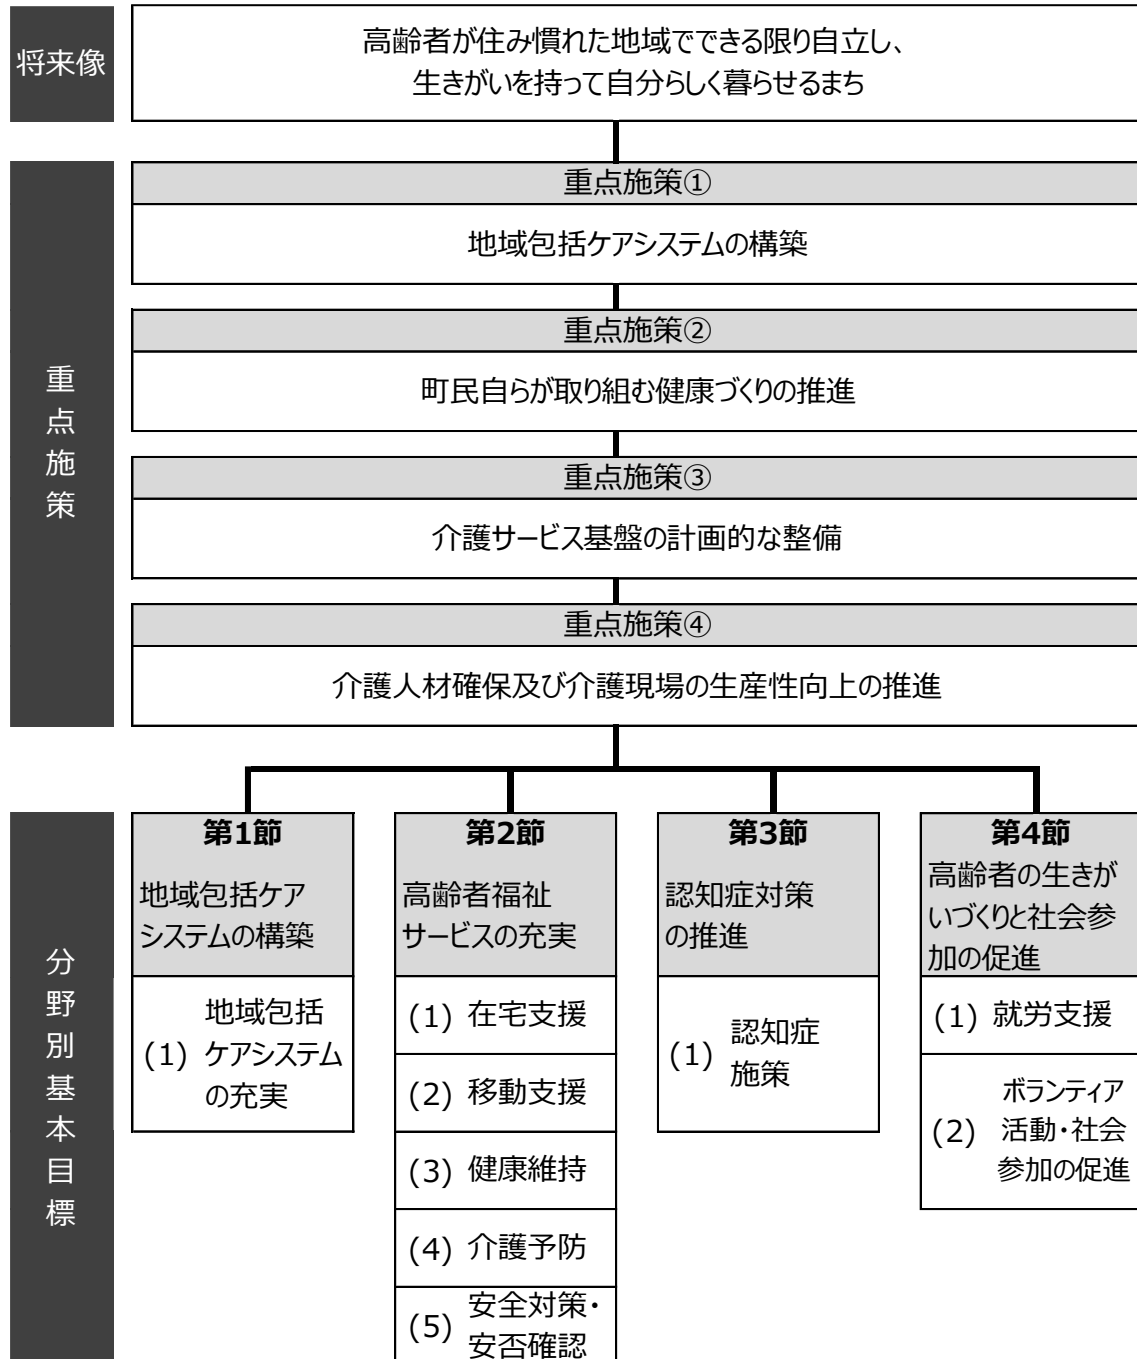 将来像
高齢者が住み慣れた地域でできる限り自立し、
生きがいを持って自分らしく暮らせるまち
重点施策
重点施策①
地域包括ケアシステムの構築
重点施策②
町民自らが取り組む健康づくりの推進
重点施策③
介護サービス基盤の計画的な整備
重点施策④
介護人材確保及び介護現場の生産性向上の推進
分野別基本目標
第1節
地域包括ケア
システムの構築
(1) 地域包括
ケアシステム
の充実
第2節
高齢者福祉
サービスの充実
(1) 在宅支援
(2) 移動支援
(3) 健康維持
(4) 介護予防
(5) 安全対策・
安否確認
第3節
認知症対策
の推進
(1) 認知症
施策
第4節
高齢者の生きが
いづくりと社会参
加の促進
(1) 就労支援
(2) ボランティア
活動・社会
参加の促進